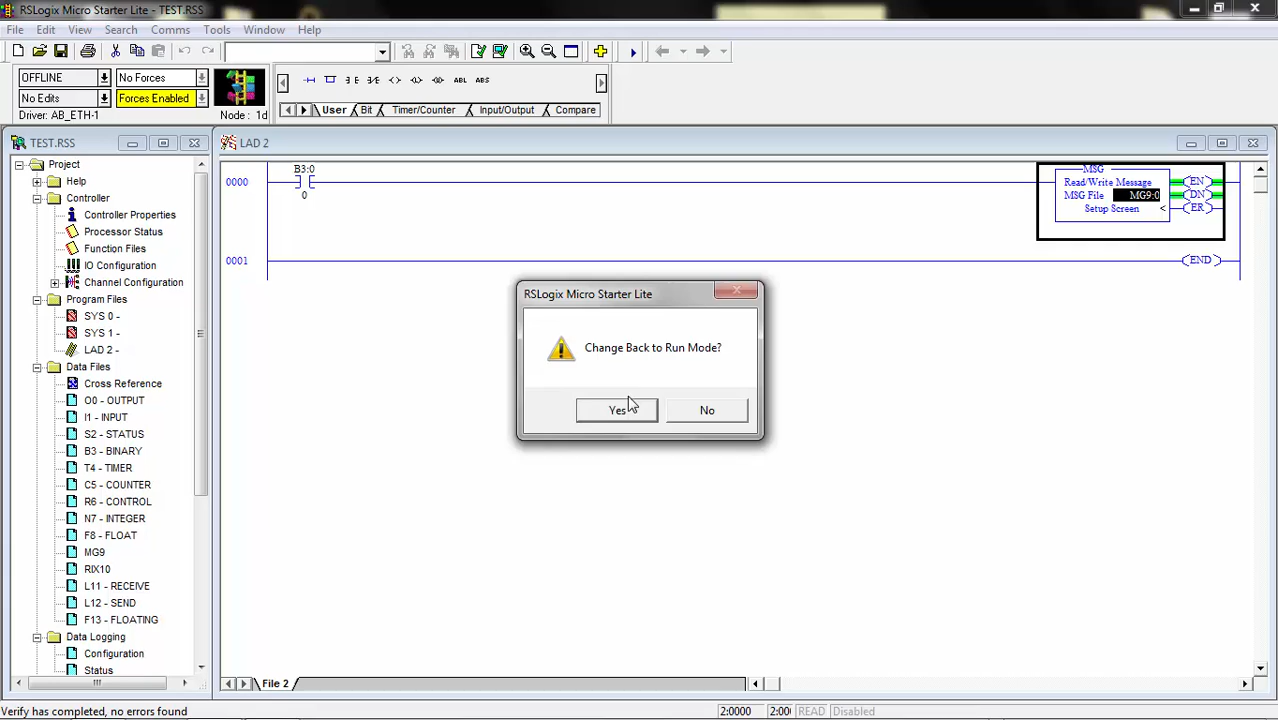 RSLogix Micro Starter Lite - TEST.RSS
File Edit View Search Comms Tools Window Help
OFFLINE No Forces
No Edits Forces Enabled
Driver: AB_ETH-1 Node : 1d
ABL ABS
User Bit Timer/Counter Input/Output Compare
TEST.RSS
Project
Help
Controller
Controller Properties
Processor Status
Function Files
IO Configuration
Channel Configuration
Program Files
SYS 0 -
SYS 1 -
LAD 2 -
Data Files
Cross Reference
O0 - OUTPUT
I1 - INPUT
S2 - STATUS
B3 - BINARY
T4 - TIMER
C5 - COUNTER
R6 - CONTROL
N7 - INTEGER
F8 - FLOAT
MG9
RIX10
L11 - RECEIVE
L12 - SEND
F13 - FLOATING
Data Logging
Configuration
Status
LAD 2
0000
B3:0
0
MSG
Read/Write Message
MSG File MG9:0
Setup Screen <
EN
DN
ER
0001
END
RSLogix Micro Starter Lite
Change Back to Run Mode?
Yes No
File 2
Verify has completed, no errors found
2:0000 2:00 READ Disabled